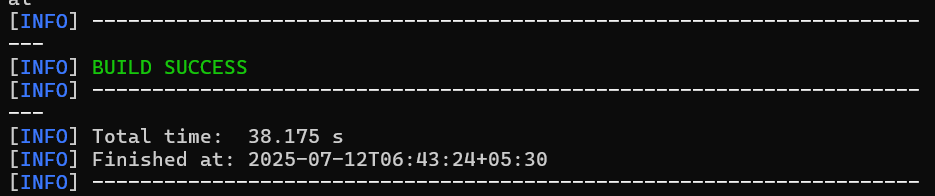 at
[INFO] ---------------------------------------------------------------------
---
[INFO] BUILD SUCCESS
[INFO] ---------------------------------------------------------------------
---
[INFO] Total time:  38.175 s
[INFO] Finished at: 2025-07-12T06:43:24+05:30
[INFO] ---------------------------------------------------------------------